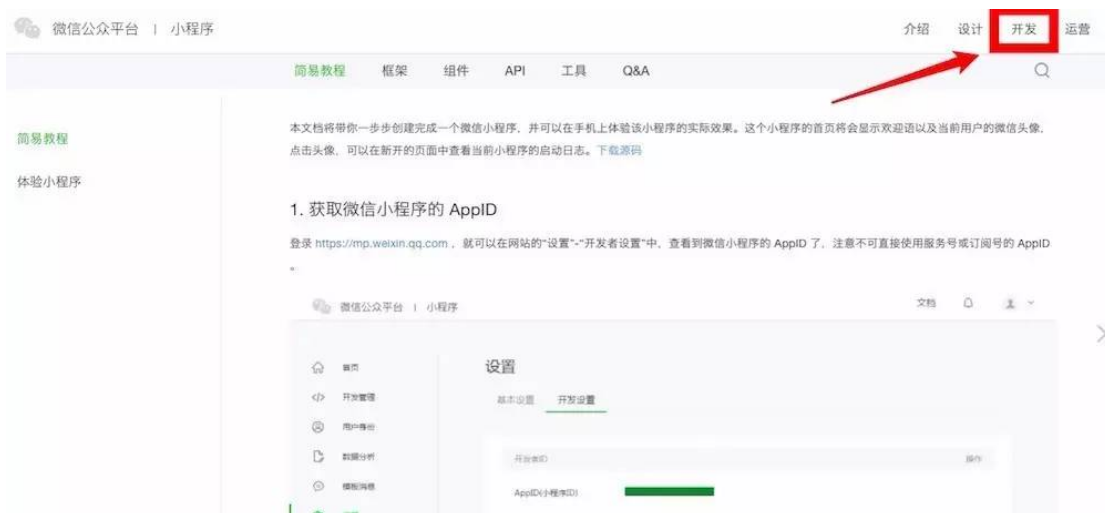 微信公众平台 | 小程序
介绍 设计 开发 运营
简易教程 框架 组件 API 工具 Q&A
简易教程
体验小程序
本文档将带你一步步创建完成一个微信小程序，并可以在手机上体验该小程序的实际效果。这个小程序的首页将会显示欢迎语以及当前用户的微信头像，
点击头像，可以在新开的页面中查看当前小程序的启动日志。下载源码
1. 获取微信小程序的 AppID
登录 https://mp.weixin.qq.com ，就可以在网站的“设置”-“开发者设置”中，查看到微信小程序的 AppID 了，注意不可直接使用服务号或订阅号的 AppID
。
微信公众平台 | 小程序
文档
首页
设置
开发管理
基本设置 开发设置
用户身份
数据分析
开发者ID 操作
模板消息
AppID(小程序ID)